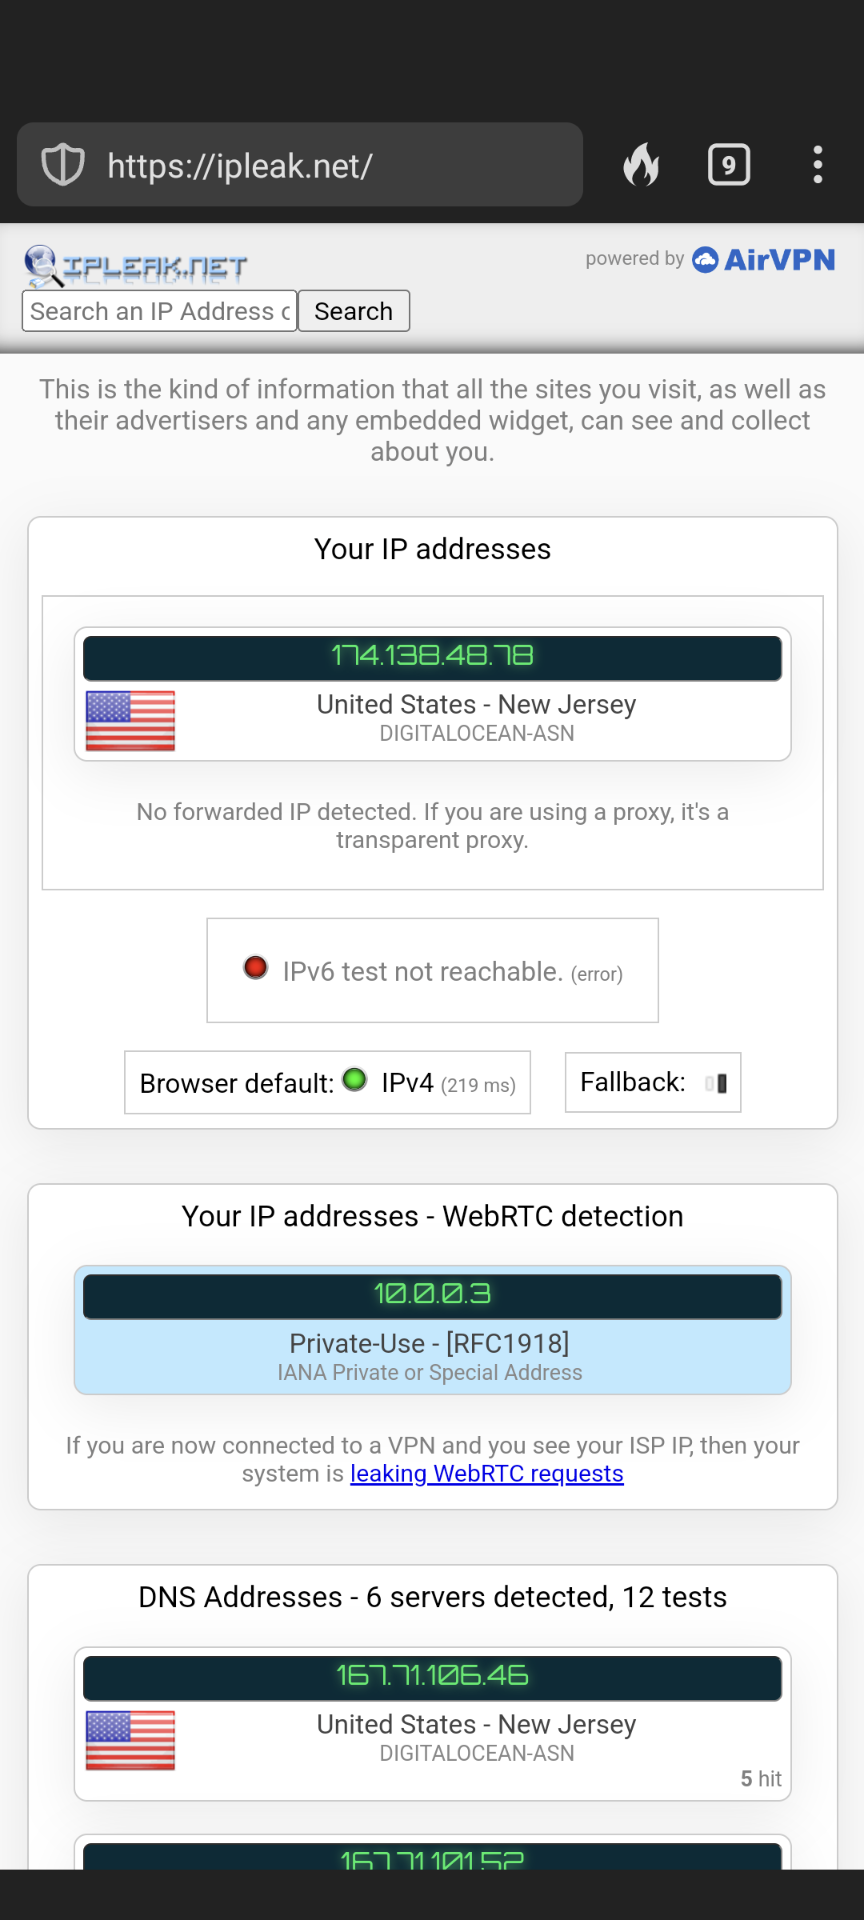 https://ipleak.net/
9
IPLEAK.NET
powered by AirVPN
Search an IP Address o
Search
This is the kind of information that all the sites you visit, as well as
their advertisers and any embedded widget, can see and collect
about you.
Your IP addresses
174.138.48.78
United States - New Jersey
DIGITALOCEAN-ASN
No forwarded IP detected. If you are using a proxy, it's a
transparent proxy.
IPv6 test not reachable. (error)
Browser default: IPv4 (219 ms)
Fallback:
Your IP addresses - WebRTC detection
10.0.0.3
Private-Use - [RFC1918]
IANA Private or Special Address
If you are now connected to a VPN and you see your ISP IP, then your
system is leaking WebRTC requests
DNS Addresses - 6 servers detected, 12 tests
167.71.106.46
United States - New Jersey
DIGITALOCEAN-ASN
5 hit
167.71.101.52